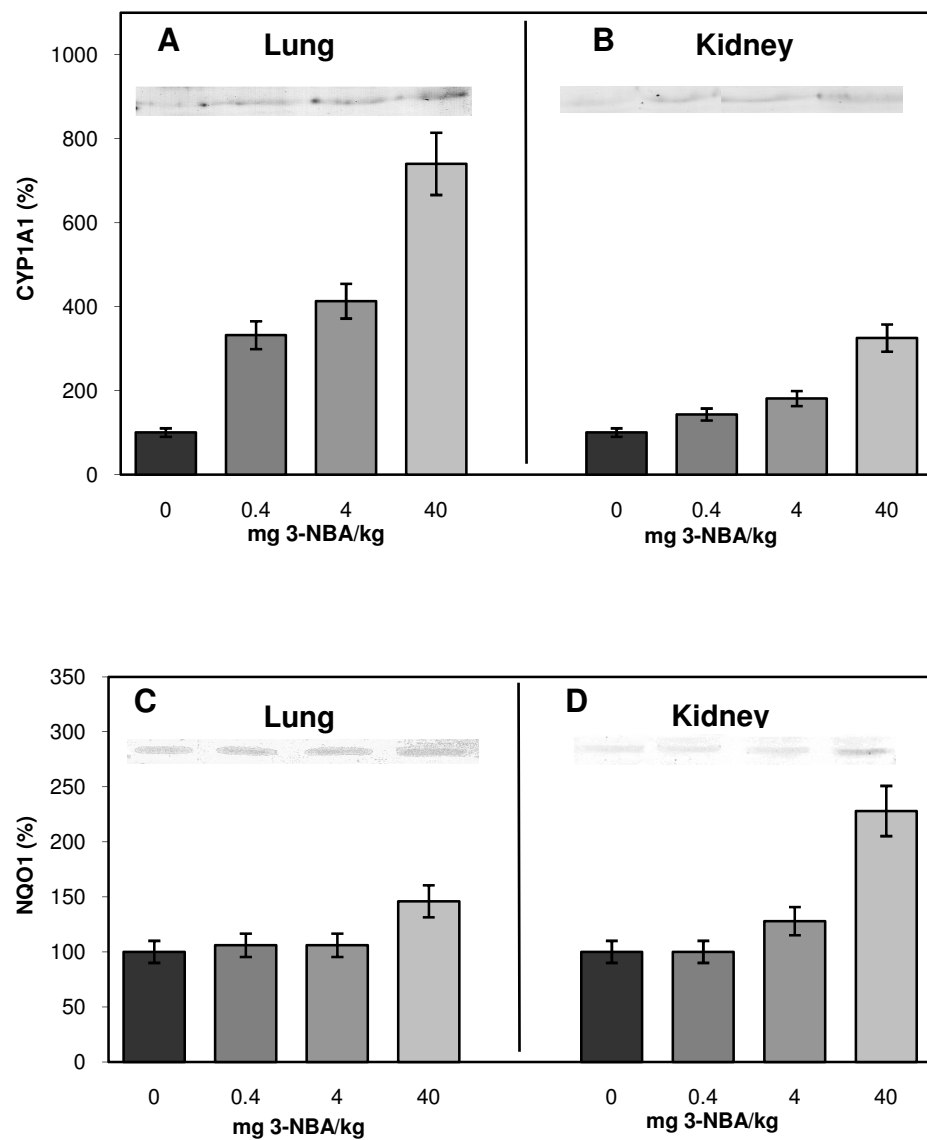 A
Lung
B
Kidney
CYP1A1 (%)
1000
800
600
400
200
0
0 0.4 4 40
mg 3-NBA/kg
0 0.4 4 40
mg 3-NBA/kg
C
Lung
D
Kidney
NQO1 (%)
350
300
250
200
150
100
50
0
0 0.4 4 40
mg 3-NBA/kg
0 0.4 4 40
mg 3-NBA/kg